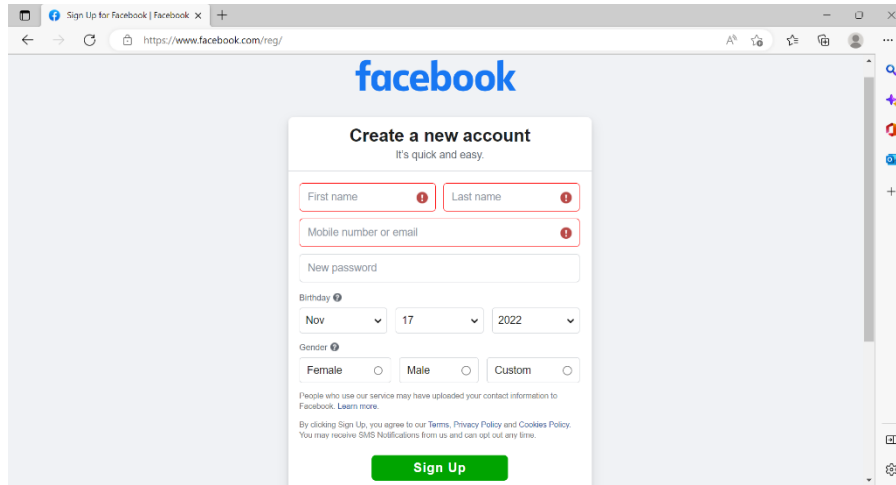 Sign Up for Facebook | Facebook
https://www.facebook.com/reg/
facebook
Create a new account
It's quick and easy.
First name Last name
Mobile number or email
New password
Birthday
Nov 17 2022
Gender
Female Male Custom
People who use our service may have uploaded your contact information to
Facebook. Learn more.
By clicking Sign Up, you agree to our Terms, Privacy Policy and Cookies Policy.
You may receive SMS Notifications from us and can opt out any time.
Sign Up